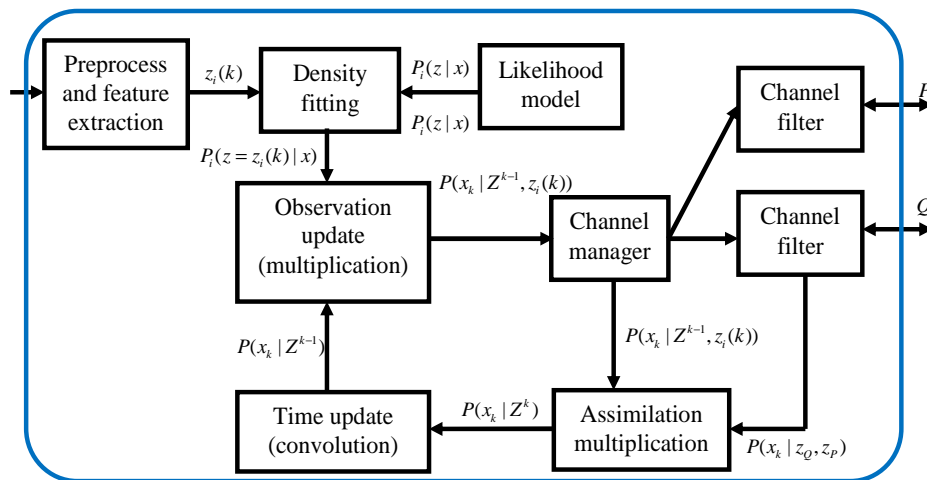 Preprocess
and feature
extraction
z_i(k)
Density
fitting
P_i(z | x)
P_i(z | x)
Likelihood
model
Channel
filter
P_i(z = z_i(k) | x)
Observation
update
(multiplication)
P(x_k | Z^{k-1}, z_i(k))
Channel
manager
Channel
filter
Q
P(x_k | Z^{k-1})
P(x_k | Z^{k-1}, z_i(k))
Time update
(convolution)
P(x_k | Z^k)
Assimilation
multiplication
P(x_k | z_Q, z_P)